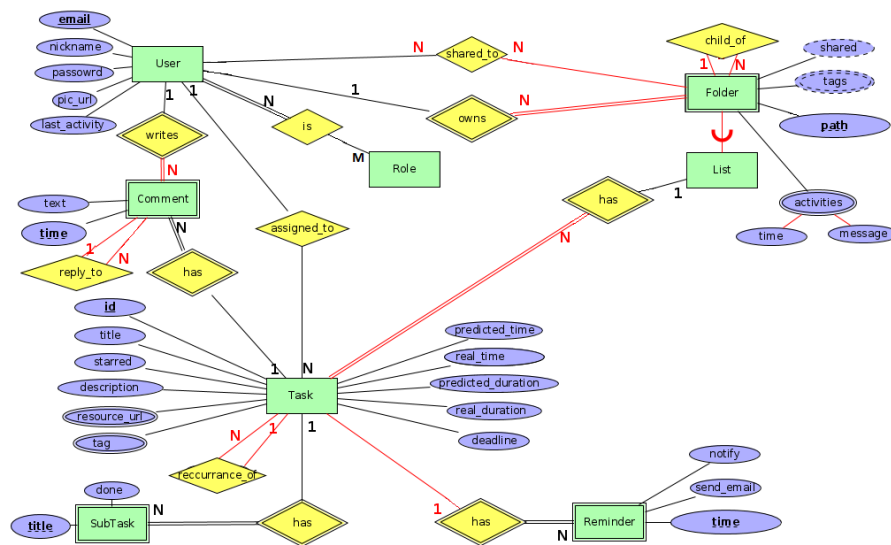 email
nickname
passowrd
pic_url
last_activity
User
N
shared_to
N
child_of
1
N
Folder
shared
tags
path
1
1
N
is
M
Role
1
owns
N
writes
N
Comment
text
time
N
1
N
reply_to
has
assigned_to
has
1
N
List
activities
time
message
id
title
starred
description
resource_url
tag
1
N
Task
predicted_time
real_time
predicted_duration
real_duration
deadline
N
1
reccurrance_of
1
done
title
SubTask
N
has
1
has
N
Reminder
notify
send_email
time